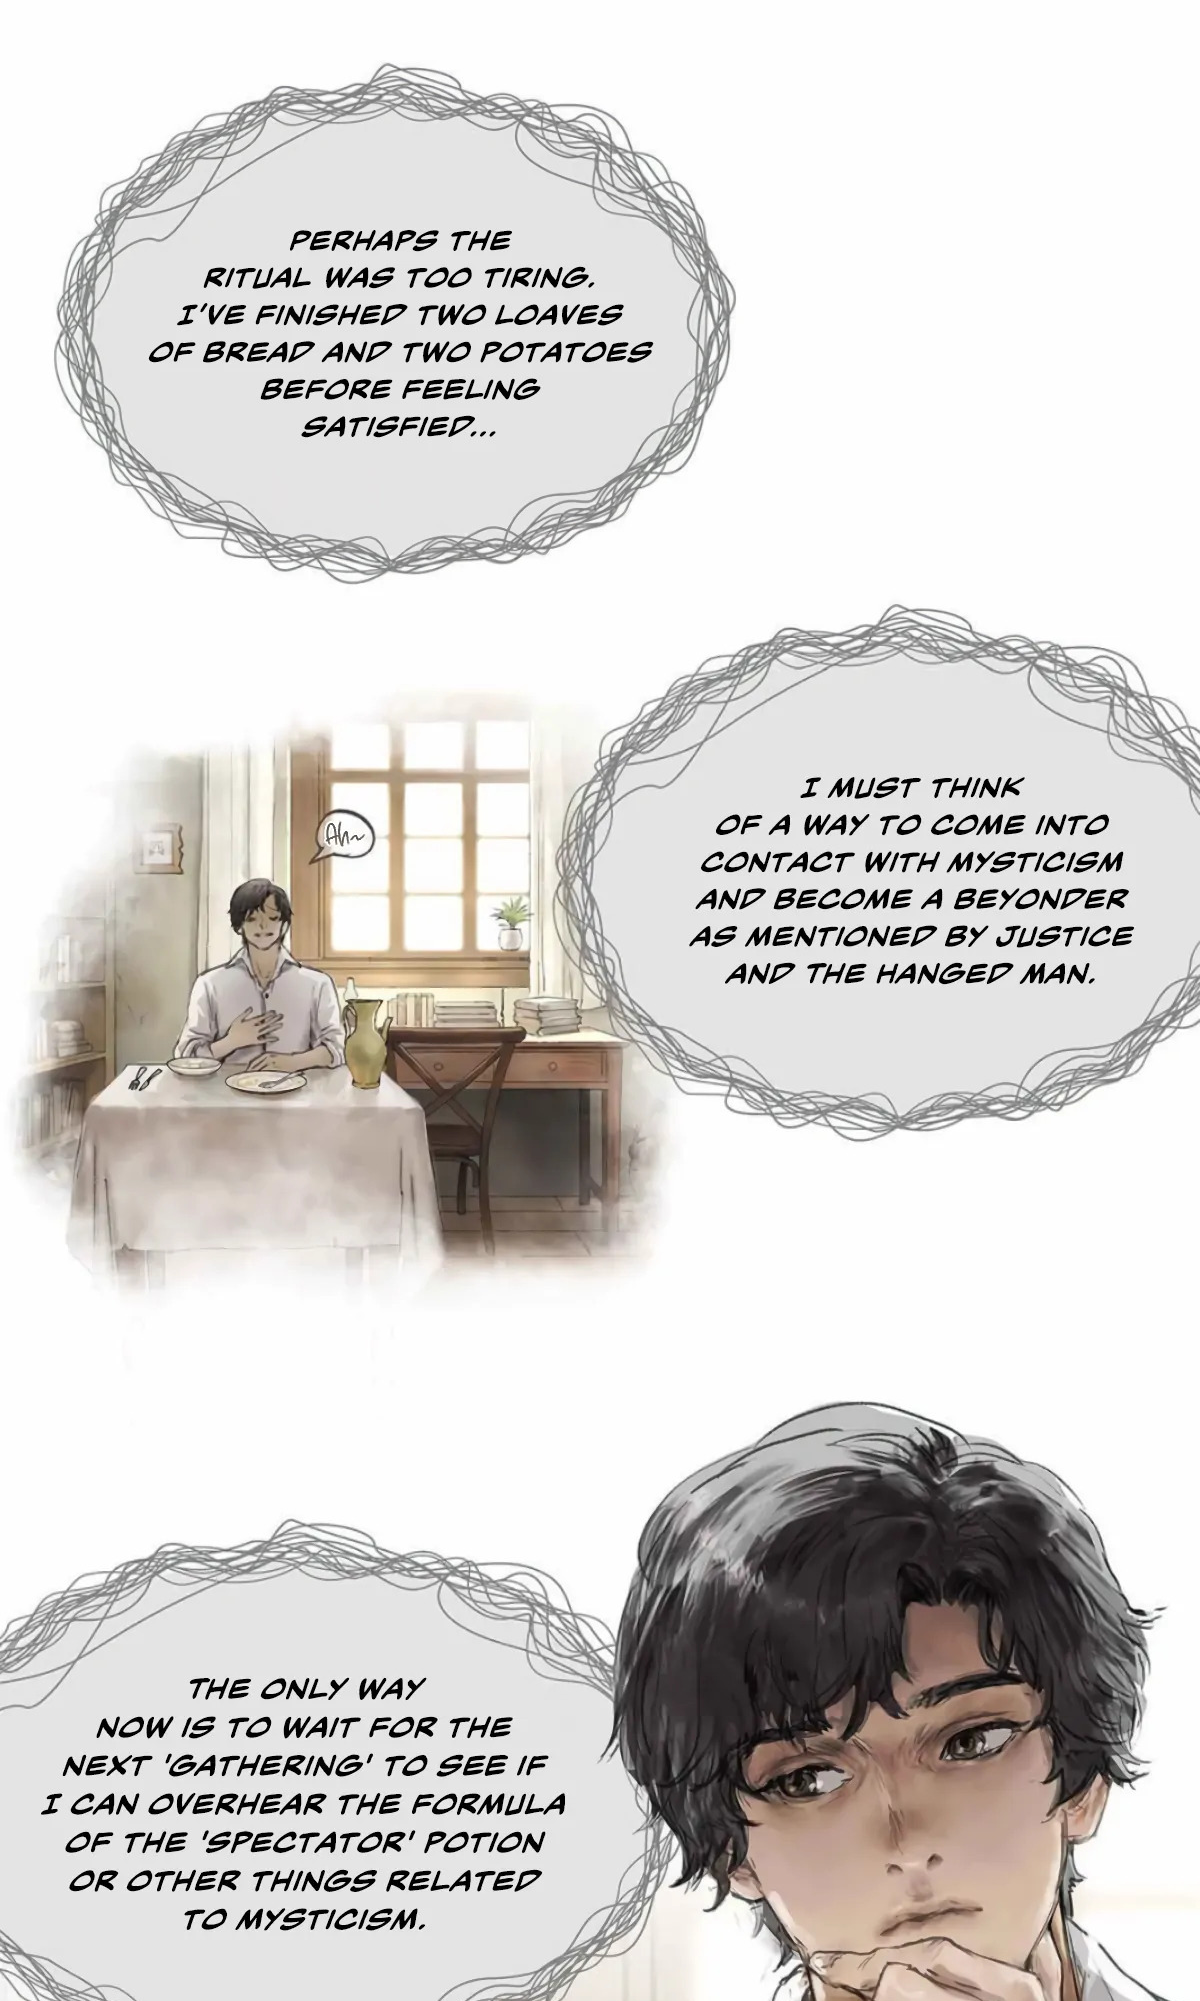 PERHAPS THE
RITUAL WAS TOO TIRING.
I'VE FINISHED TWO LOAVES
OF BREAD AND TWO POTATOES
BEFORE FEELING
SATISFIED...
I MUST THINK
OF A WAY TO COME INTO
CONTACT WITH MYSTICISM
AND BECOME A BEYONDER
AS MENTIONED BY JUSTICE
AND THE HANGED MAN.
Ah~
THE ONLY WAY
NOW IS TO WAIT FOR THE
NEXT 'GATHERING' TO SEE IF
I CAN OVERHEAR THE FORMULA
OF THE 'SPECTATOR' POTION
OR OTHER THINGS RELATED
TO MYSTICISM.